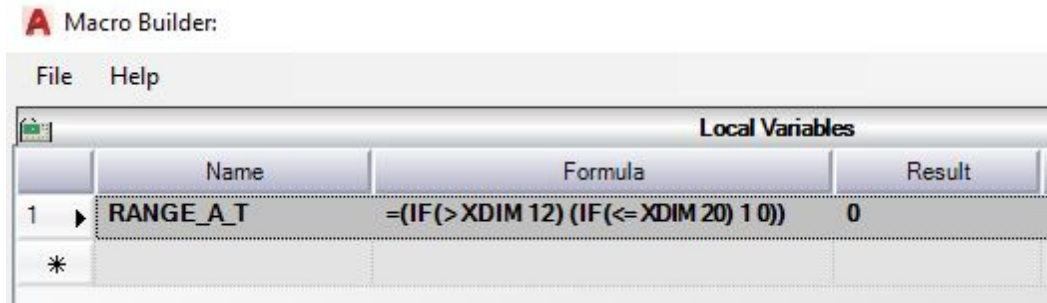 Macro Builder:
File Help
Local Variables
Name Formula Result
1 RANGE_A_T =(IF(> XDIM 12) (IF(<= XDIM 20) 1 0)) 0
*